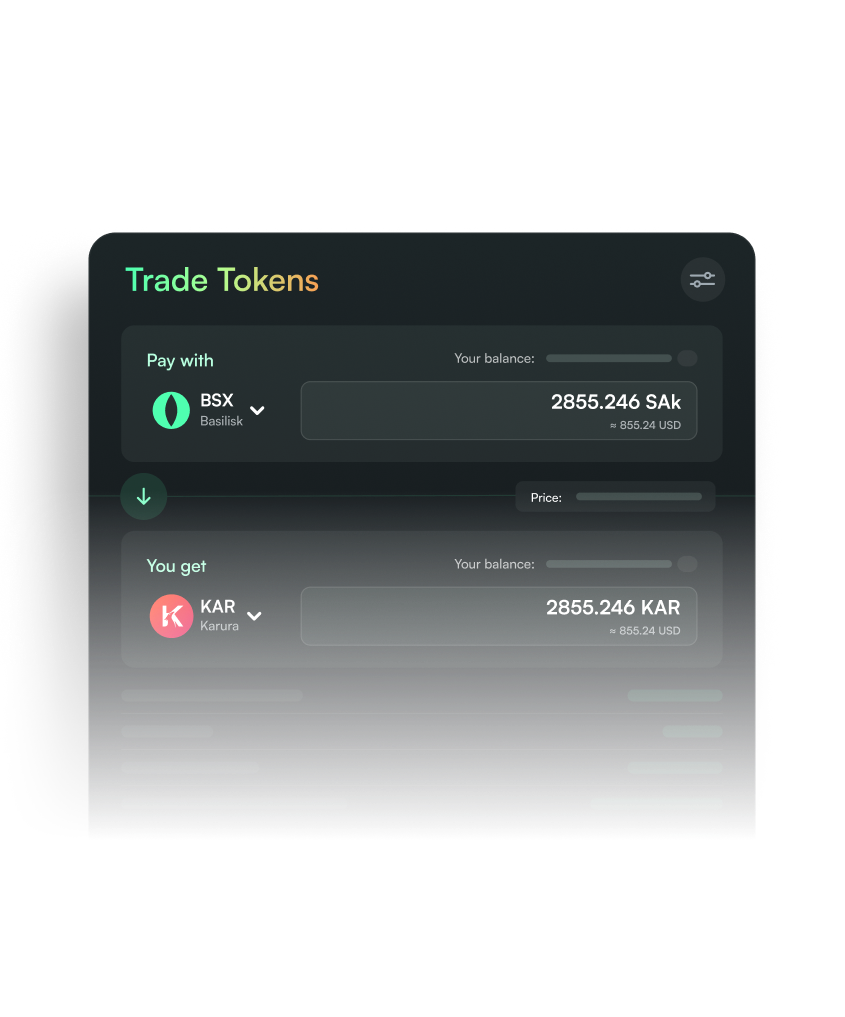 Trade Tokens
Pay with
Your balance:
BSX
Basilisk
2855.246 SAk
≈ 855.24 USD
Price:
You get
Your balance:
KAR
Karura
2855.246 KAR
≈ 855.24 USD